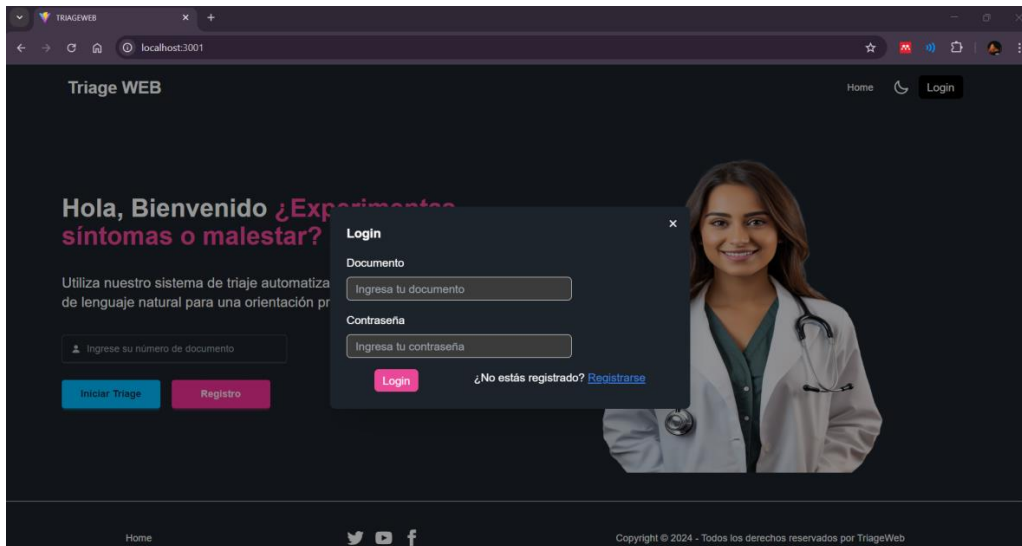 TRIAGEWEB
localhost:3001
Triage WEB
Home
Login
Hola, Bienvenido ¿Experimentas
síntomas o malestar?
Utiliza nuestro sistema de triaje automatiza
de lenguaje natural para una orientación pr
Ingrese su número de documento
Iniciar Triage
Registro
Login
×
Documento
Ingresa tu documento
Contraseña
Ingresa tu contraseña
Login
¿No estás registrado? Registrarse
Home
Copyright © 2024 - Todos los derechos reservados por TriageWeb